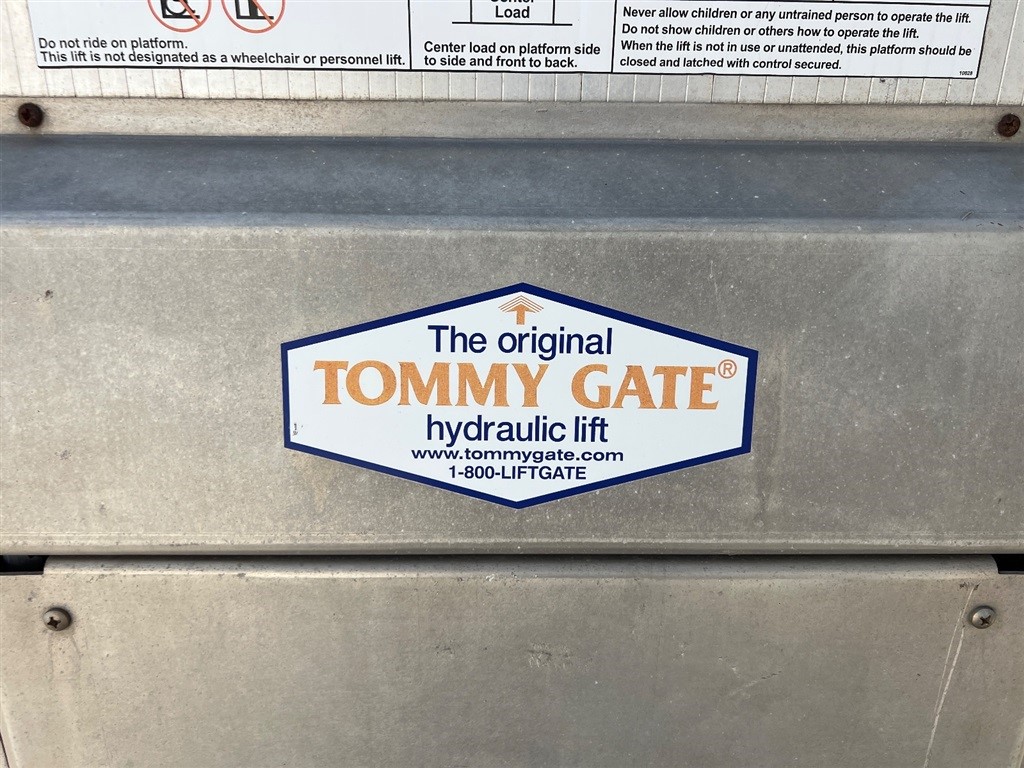 Do not ride on platform.
This lift is not designated as a wheelchair or personnel lift.
Center
Load
Center load on platform side
to side and front to back.
Never allow children or any untrained person to operate the lift.
Do not show children or others how to operate the lift.
When the lift is not in use or unattended, this platform should be
closed and latched with control secured.
10828
The original
TOMMY GATE®
hydraulic lift
www.tommygate.com
1-800-LIFTGATE